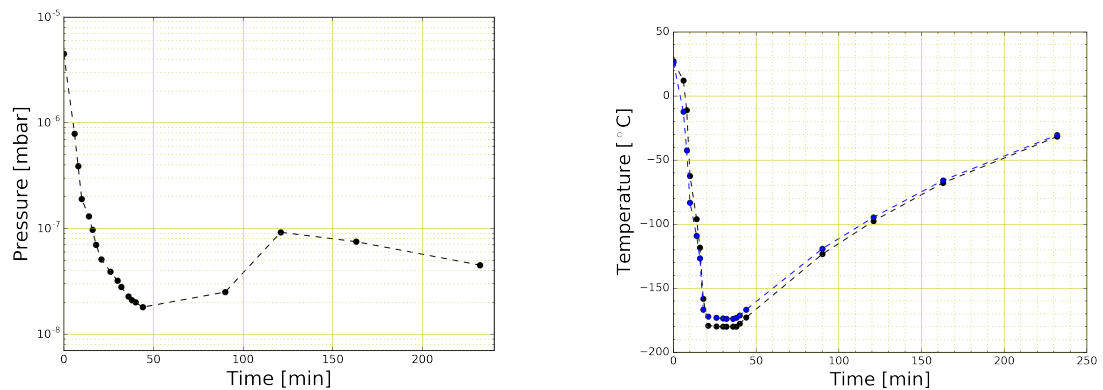 10^-5
10^-6
10^-7
10^-8
Pressure [mbar]
0 50 100 150 200
Time [min]
50
0
−50
−100
−150
−200
Temperature [°C]
0 50 100 150 200 250
Time [min]